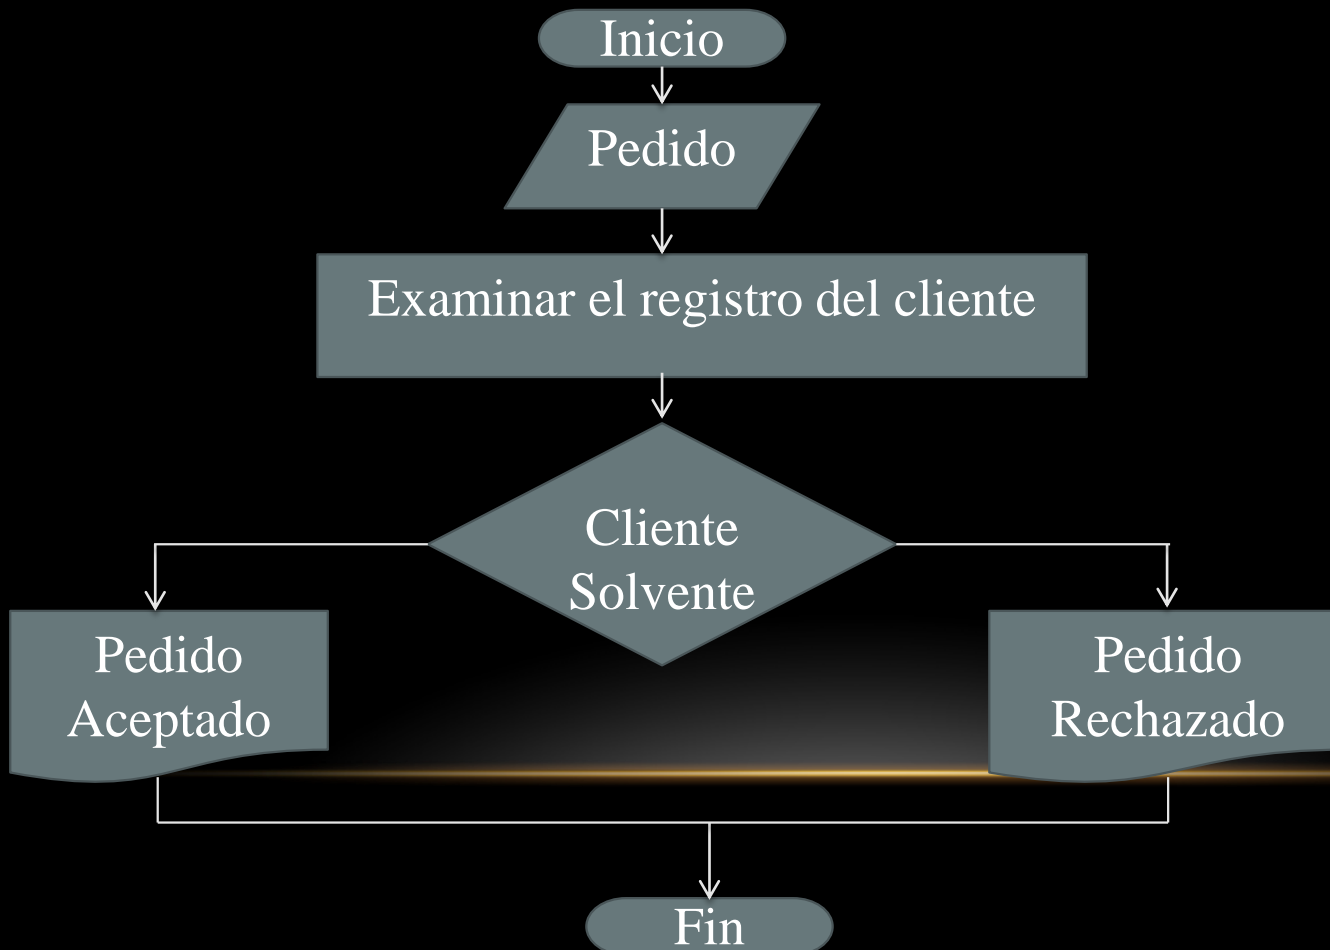 Inicio
Pedido
Examinar el registro del cliente
Cliente
Solvente
Pedido
Aceptado
Pedido
Rechazado
Fin